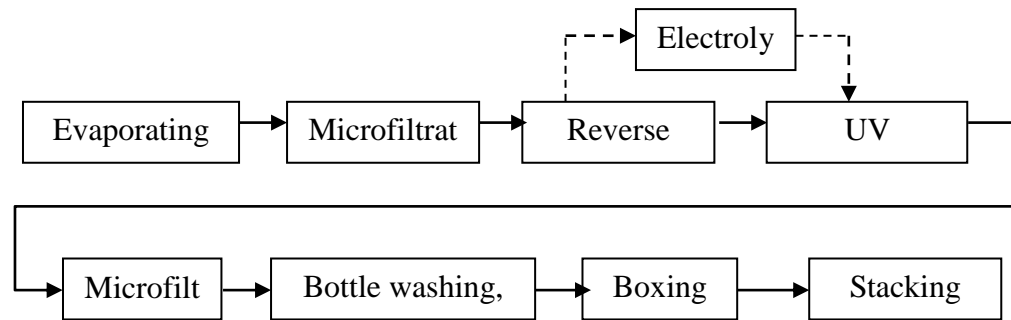 Electroly
Evaporating
Microfiltrat
Reverse
UV
Microfilt
Bottle washing,
Boxing
Stacking